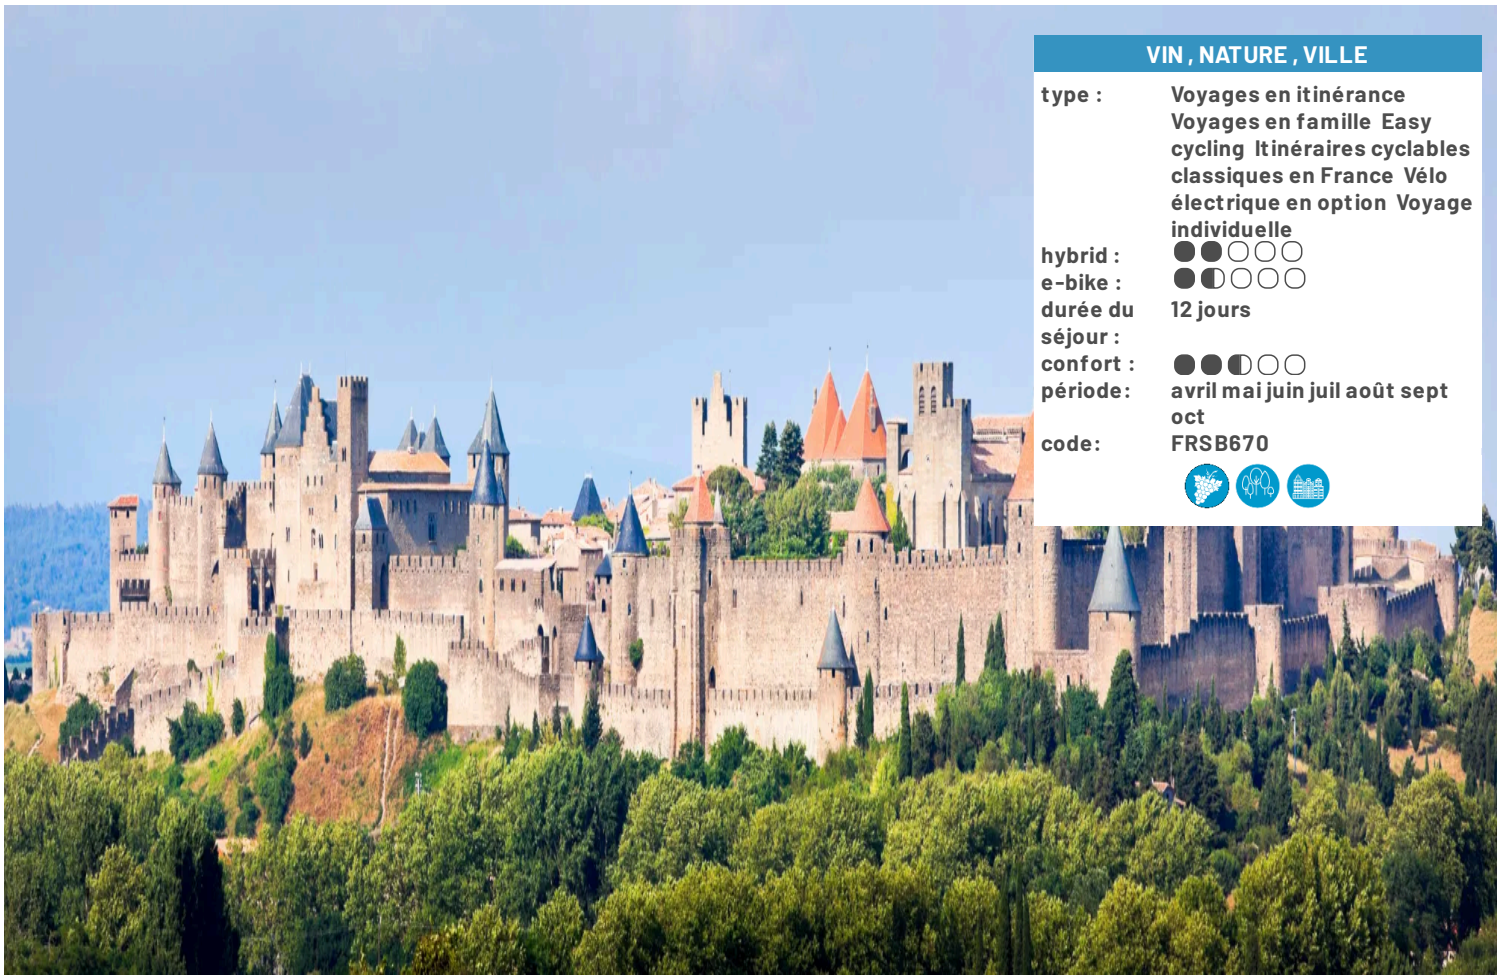 VIN , NATURE , VILLE
type : Voyages en itinérance
Voyages en famille Easy
cycling Itinéraires cyclables
classiques en France Vélo
électrique en option Voyage
individuelle
hybrid :
e-bike :
durée du 12 jours
séjour :
confort :
période: avril mai juin juil août sept
oct
code: FRSB670